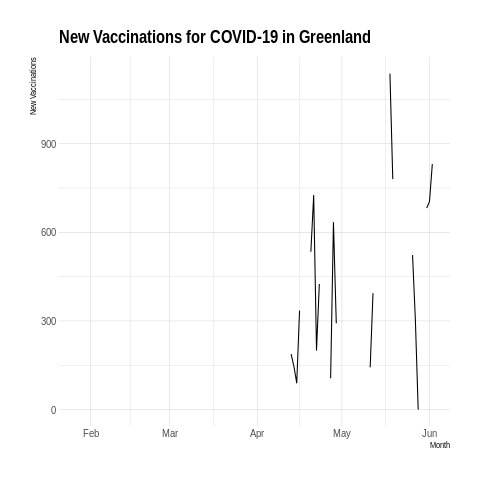 New Vaccinations for COVID-19 in Greenland
New Vaccinations
900
600
300
0
Feb Mar Apr May Jun
Month